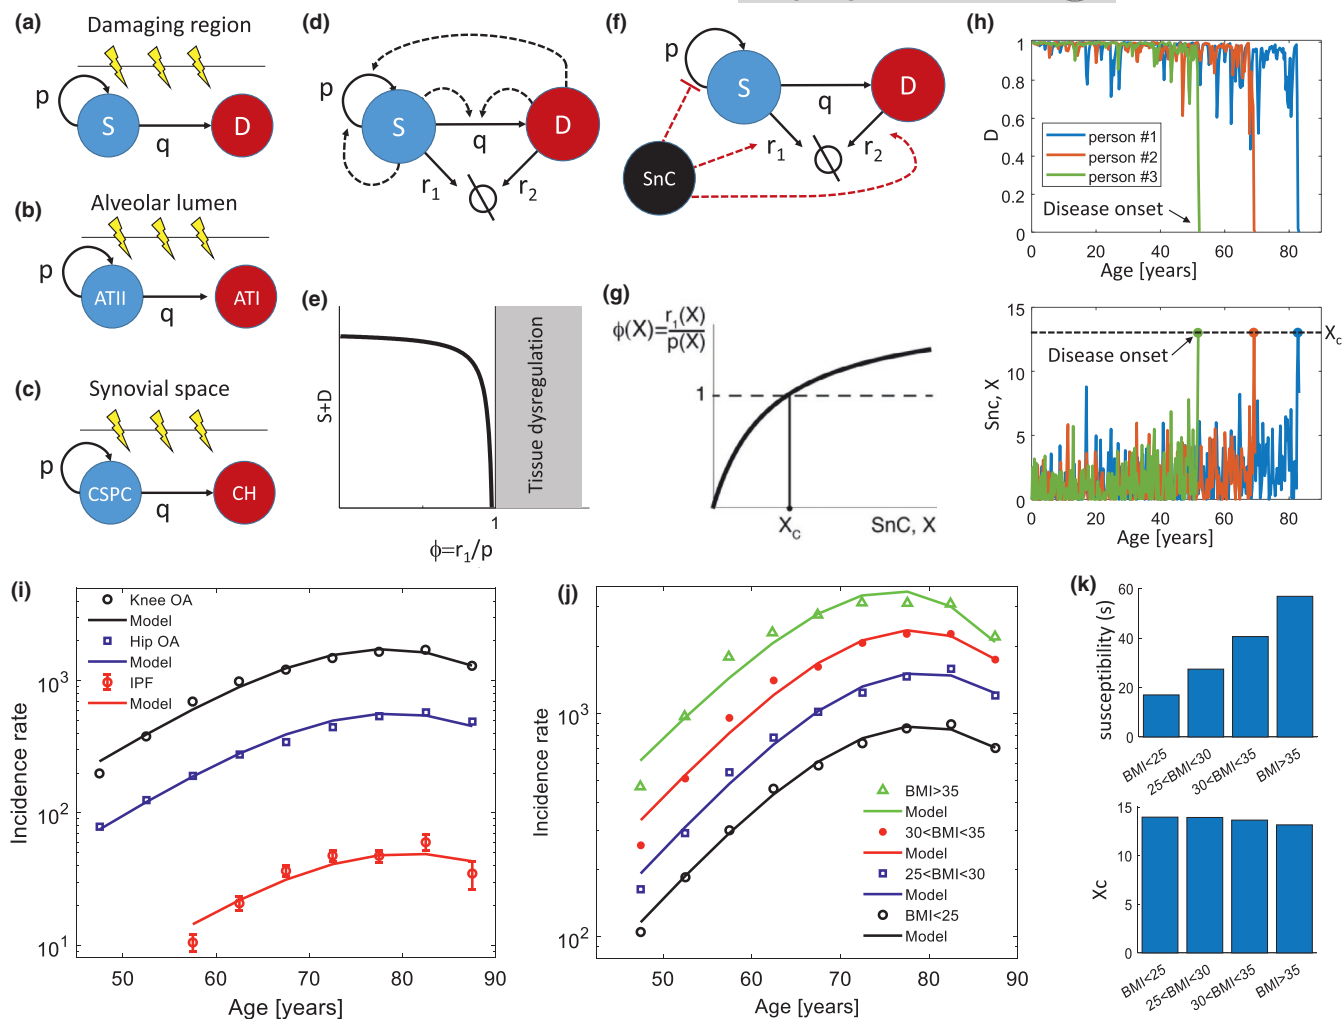 (a)
Damaging region
p
S
q
D
(b)
Alveolar lumen
p
ATII
q
ATI
(c)
Synovial space
p
CSPC
q
CH
(d)
p
S
q
D
r1
r2
(e)
S+D
Tissue dysregulation
1
ϕ=r1/p
(f)
p
S
q
D
r1
r2
SnC
(g)
ϕ(X)=r1(X)/p(X)
1
Xc
SnC, X
(h)
1
0.8
0.6
0.4
0.2
0
D
person #1
person #2
person #3
Disease onset
0 20 40 60 80
Age [years]
15
10
5
0
Snc, X
Xc
Disease onset
0 20 40 60 80
Age [years]
(i)
Knee OA
Model
Hip OA
Model
IPF
Model
10^3
10^2
10^1
Incidence rate
50 60 70 80 90
Age [years]
(j)
10^3
10^2
Incidence rate
BMI>35
Model
30<BMI<35
Model
25<BMI<30
Model
BMI<25
Model
50 60 70 80 90
Age [years]
(k)
60
40
20
0
susceptibility (s)
BMI<25 25<BMI<30 30<BMI<35 BMI>35
15
10
5
0
Xc
BMI<25 25<BMI<30 30<BMI<35 BMI>35